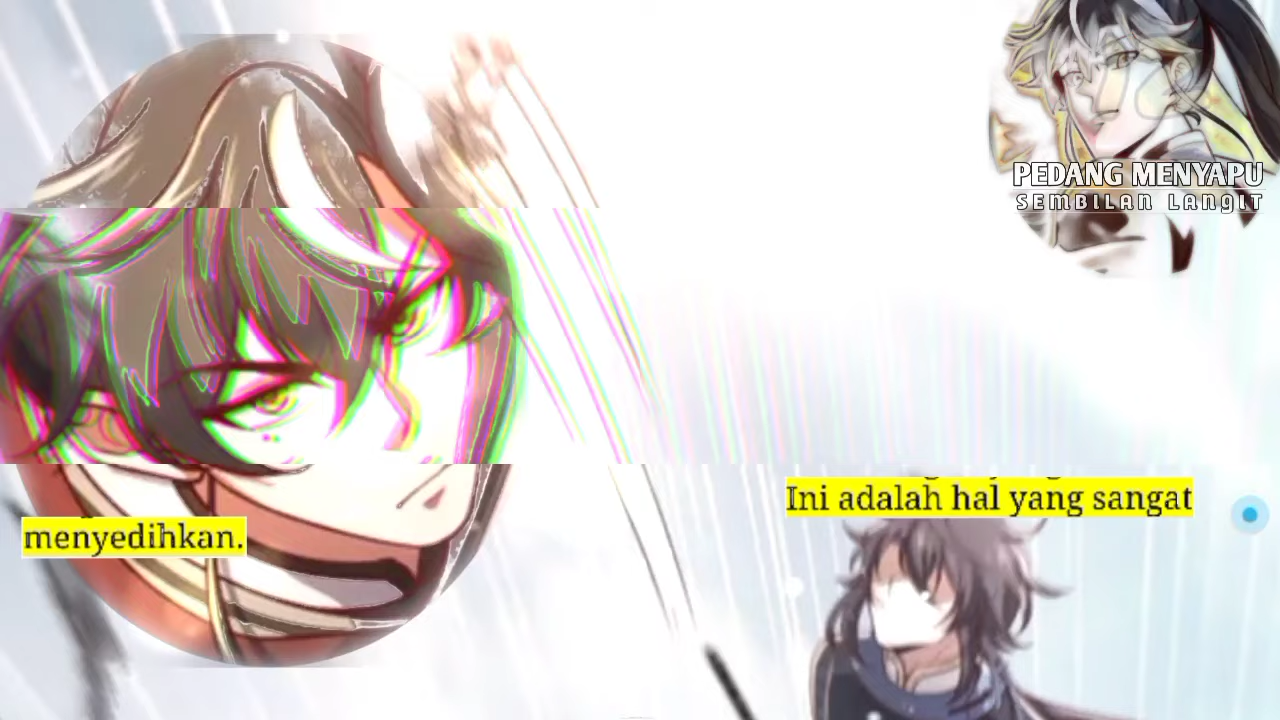 PEDANG MENYAPU
SEMBILAN LANGIT
Ini adalah hal yang sangat
menyedihkan.